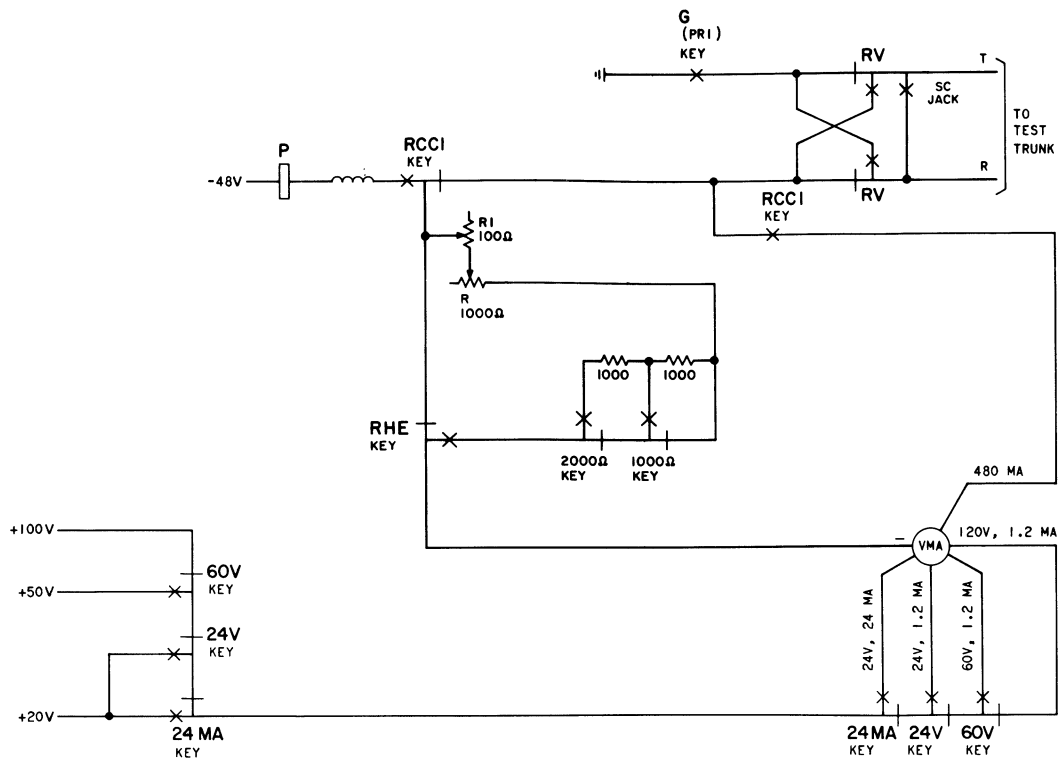 G
(PR1)
KEY
RV
T
SC
JACK
TO
TEST
TRUNK
P
RCC1
KEY
-48V
R
RCC1
KEY
RV
R1
100Ω
R
1000Ω
1000
1000
RHE
KEY
2000Ω
KEY
1000Ω
KEY
480 MA
+100V
-
VMA
120V, 1.2 MA
60V
KEY
+50V
24V
KEY
24V, 24 MA
24V, 1.2 MA
60V, 1.2 MA
+20V
24 MA
KEY
24MA
KEY
24V
KEY
60V
KEY